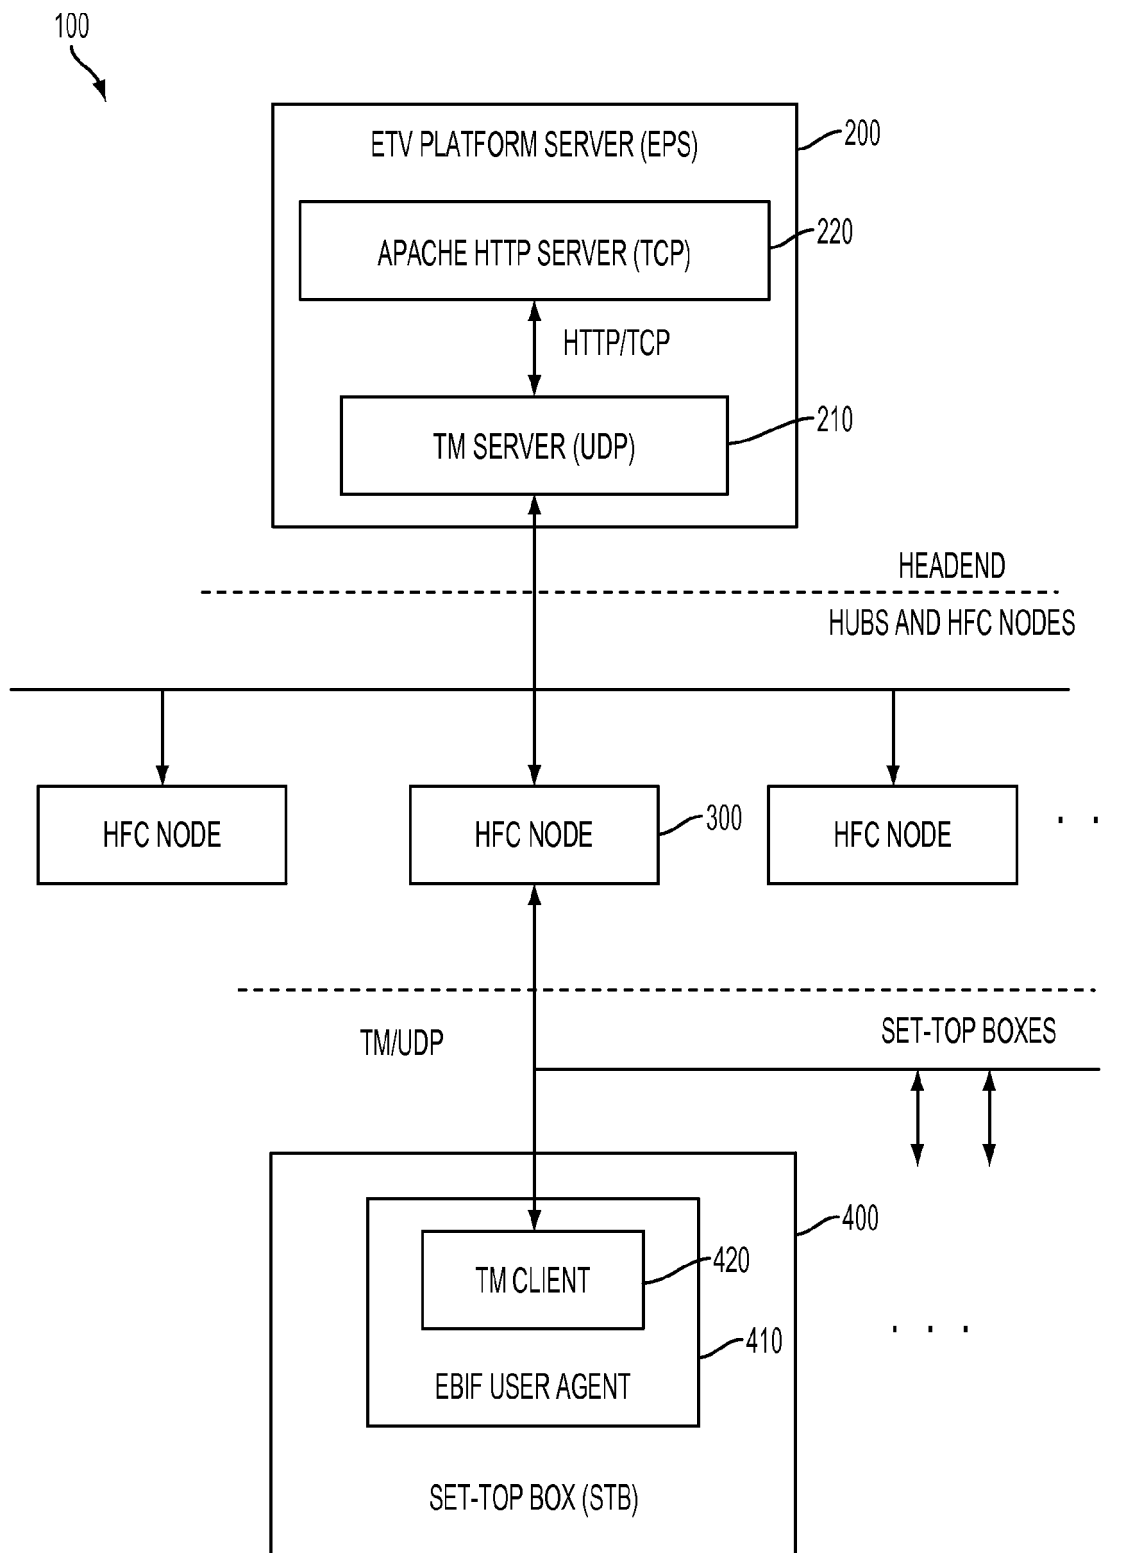 100
ETV PLATFORM SERVER (EPS)
200
APACHE HTTP SERVER (TCP)
220
HTTP/TCP
TM SERVER (UDP)
210
HEADEND
HUBS AND HFC NODES
HFC NODE
HFC NODE
300
HFC NODE
. .
TM/UDP
SET-TOP BOXES
400
TM CLIENT
420
. . .
410
EBIF USER AGENT
SET-TOP BOX (STB)